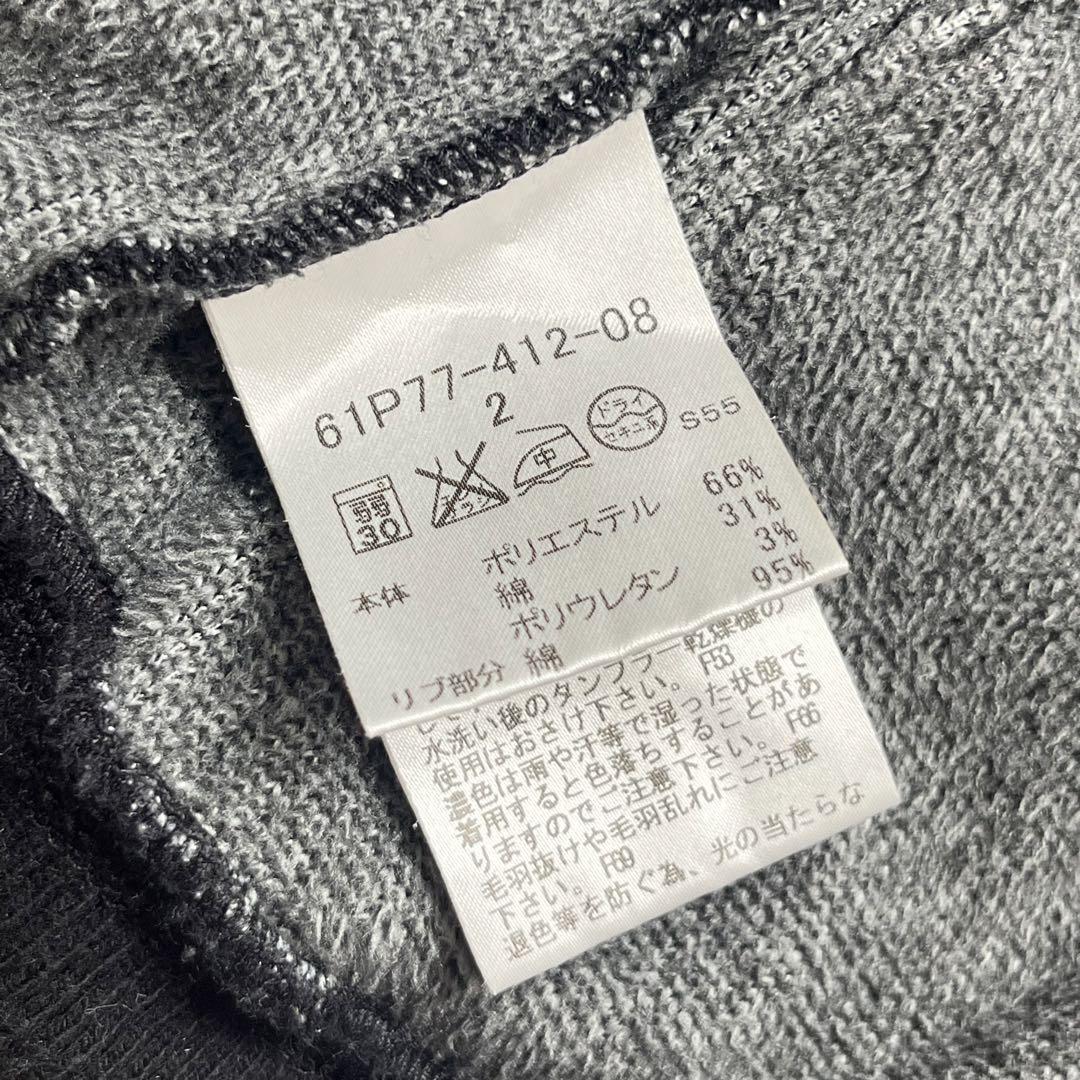 61P77-412-08
2
弱
30
中
ドライ
セキユ系
S55
本体 ポリエステル 66%
綿 31%
ポリウレタン 3%
リブ部分 綿 95%
水洗い後のタンブラー乾燥機の
使用はおさけ下さい。 F53
濃色は雨や汗等で湿った状態で
着用すると色落ちすることがあ
りますのでご注意下さい。 F66
毛羽抜けや毛羽乱れにご注意
下さい。 F09
退色等を防ぐ為、光の当たらな